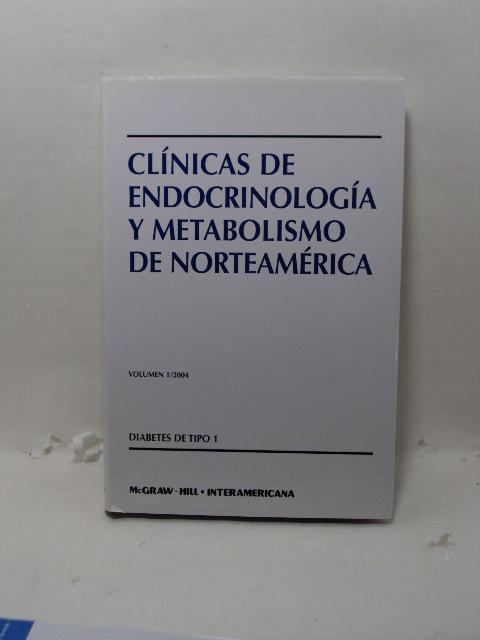 CLÍNICAS DE
ENDOCRINOLOGÍA
Y METABOLISMO
DE NORTEAMÉRICA
VOLUMEN 1/2004
DIABETES DE TIPO 1
McGRAW-HILL • INTERAMERICANA